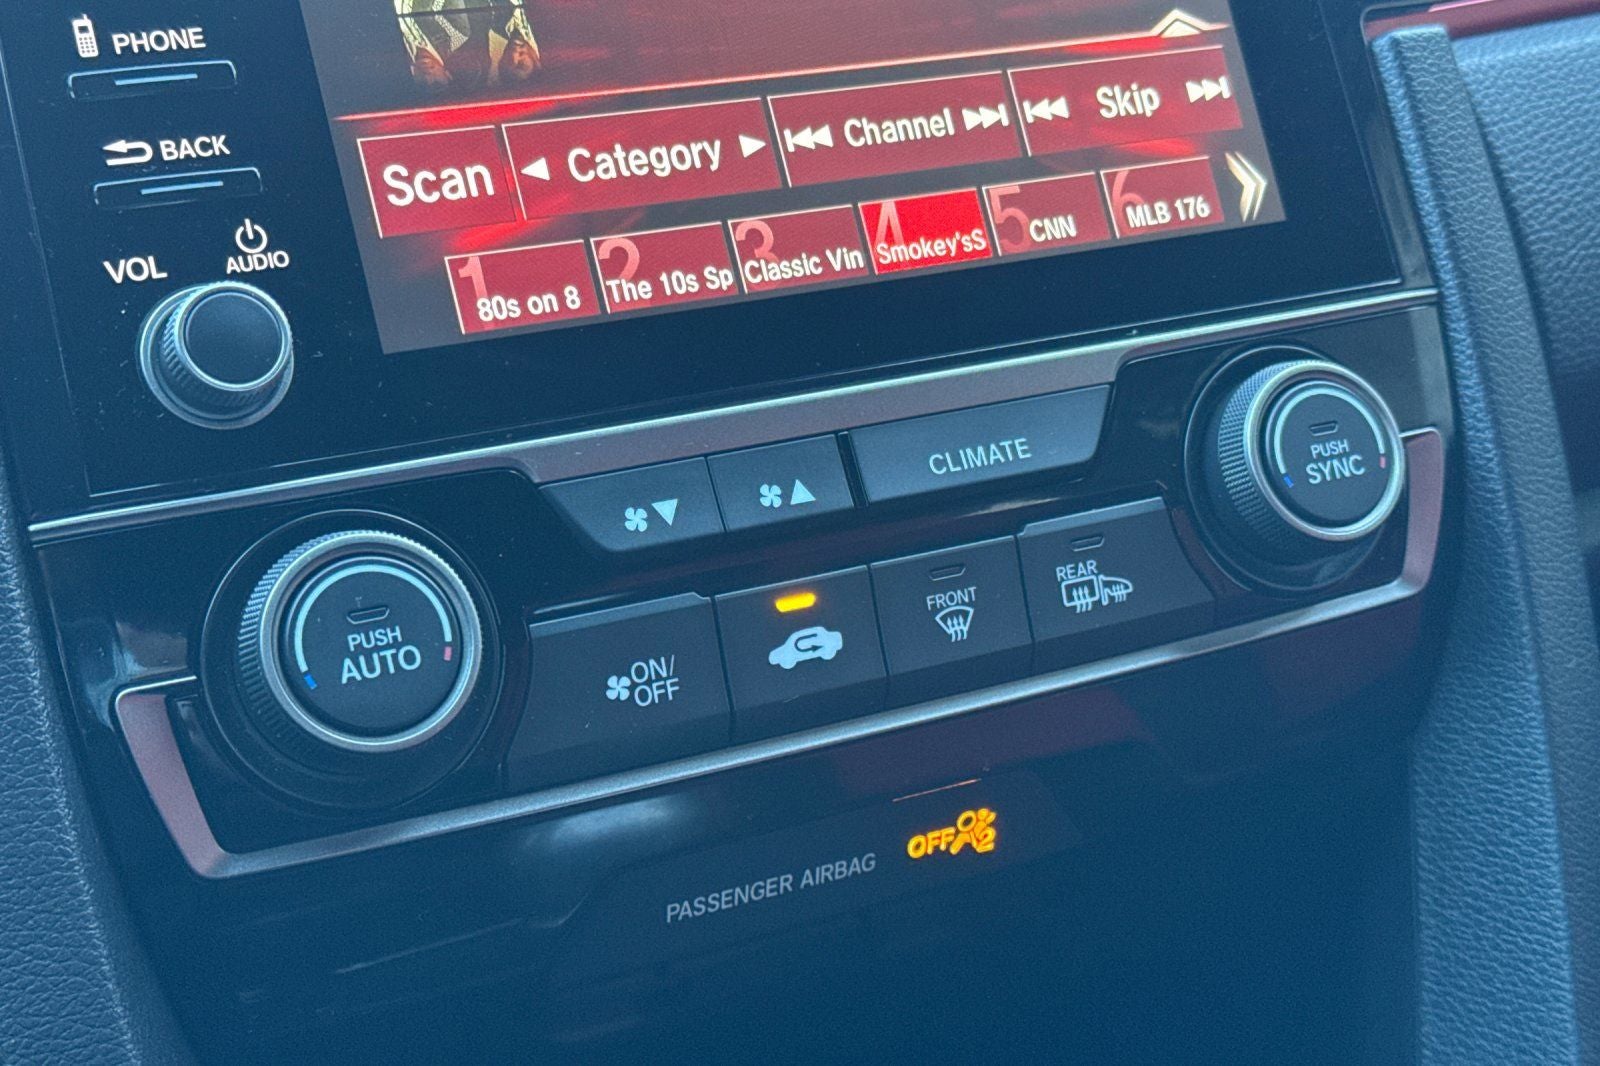 PHONE
BACK
VOL
AUDIO
Scan
Category
Channel
Skip
1
80s on 8
2
The 10s Sp
3
Classic Vin
4
Smokey'sS
5
CNN
6
MLB 176
CLIMATE
PUSH
SYNC
PUSH
AUTO
ON/
OFF
FRONT
REAR
PASSENGER AIRBAG
OFF
2